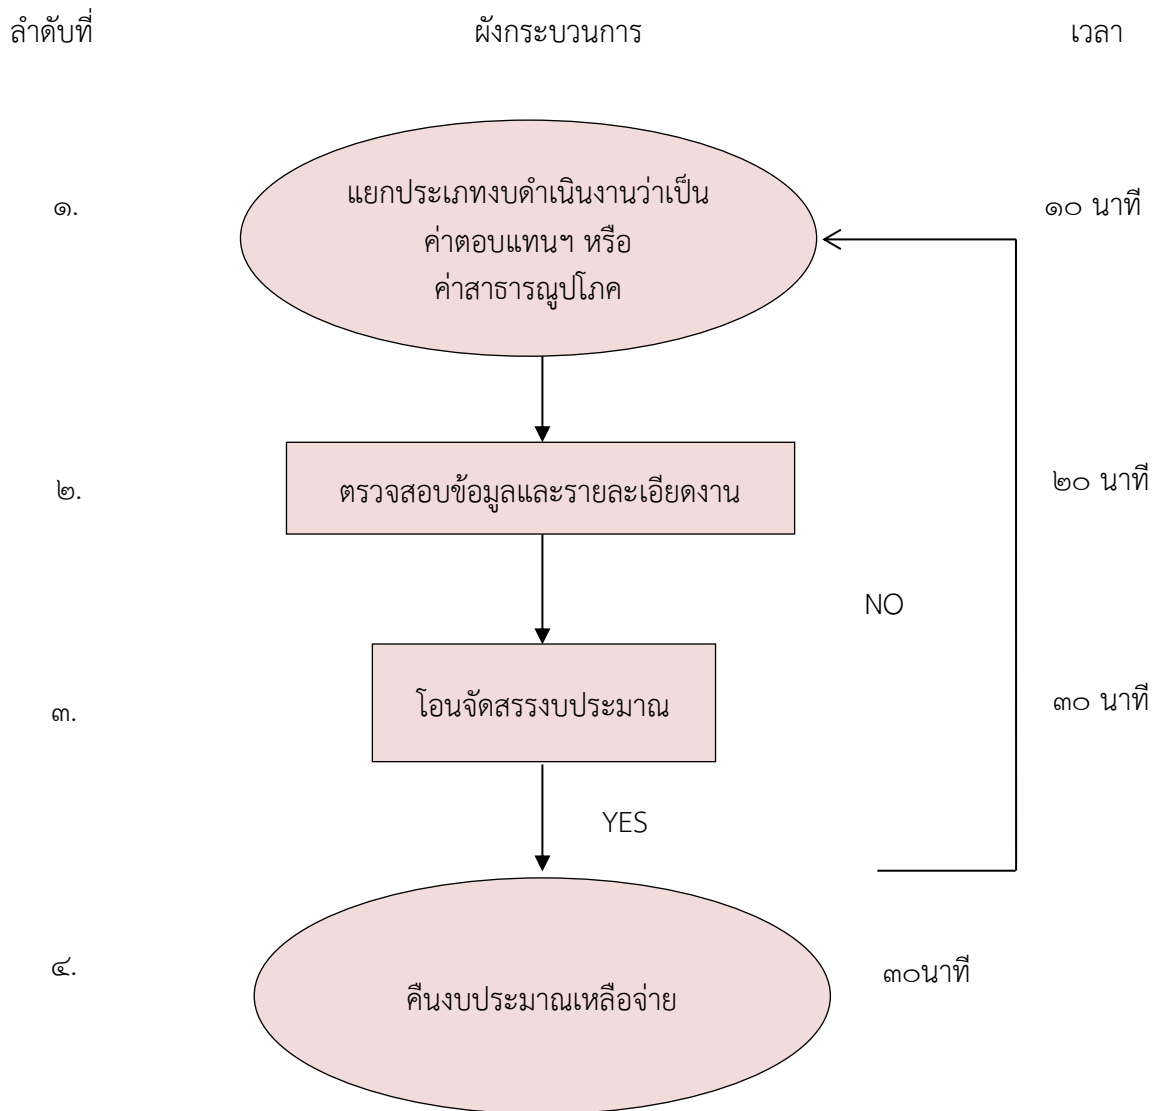 ลำดับที่ ผังกระบวนการ เวลา
๑. แยกประเภทงบดำเนินงานว่าเป็น ๑๐ นาที
ค่าตอบแทนฯ หรือ
ค่าสาธารณูปโภค
๒. ตรวจสอบข้อมูลและรายละเอียดงาน ๒๐ นาที
NO
๓. โอนจัดสรรงบประมาณ ๓๐ นาที
YES
๔. คืนงบประมาณเหลือจ่าย ๓๐นาที